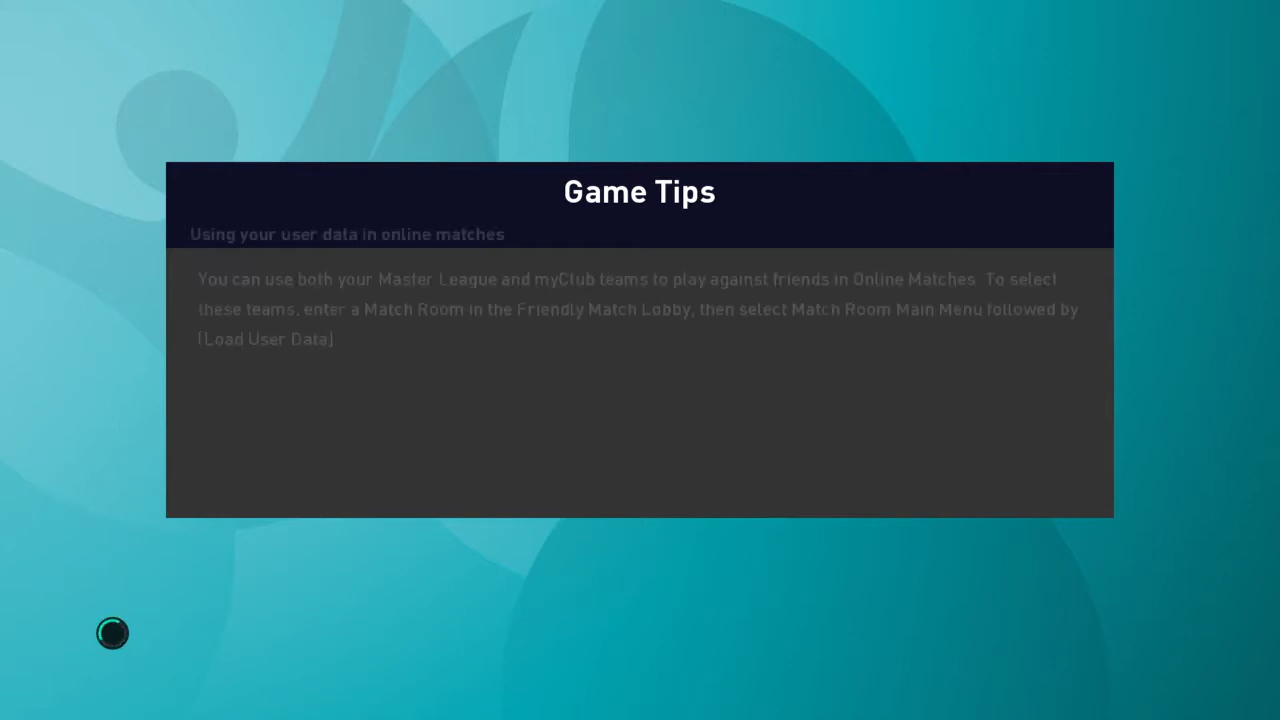 Game Tips
Using your user data in online matches
You can use both your Master League and myClub teams to play against friends in Online Matches. To select
these teams, enter a Match Room in the Friendly Match Lobby, then select Match Room Main Menu followed by
[Load User Data]